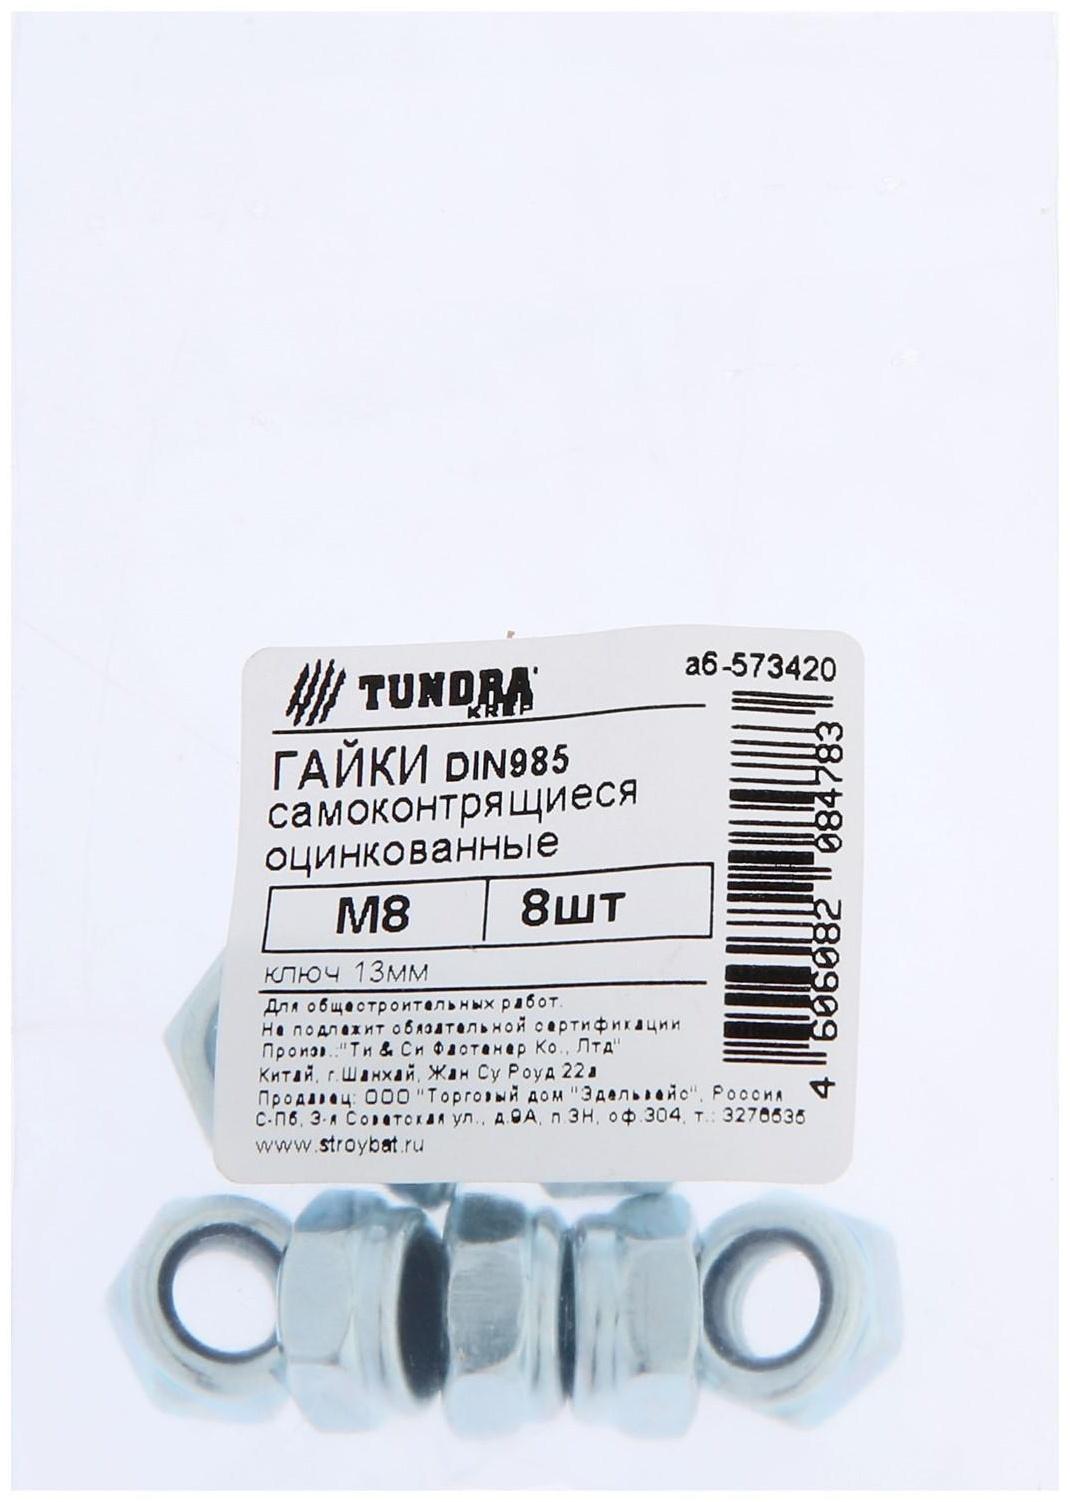 TUNDRA
KREP
а6-573420
ГАЙКИ DIN985
самоконтрящиеся
оцинкованные
М8 8шт
ключ 13мм
Для общестроительных работ.
Не подлежит обязательной сертификации
Произв.:"Ти & Си Фастенер Ко., Лтд"
Китай, г.Шанхай, Жан Су Роуд 22а
Продавец: ООО "Торговый дом "Эдельвейс", Россия
С-Пб, 3-я Советская ул., д.9А, п.3Н, оф.304, т.: 3276635
www.stroybat.ru
4 606082 084783